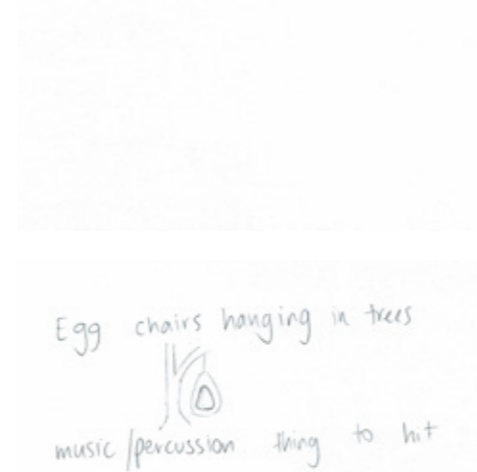 Egg chairs hanging in trees
music/percussion thing to hit